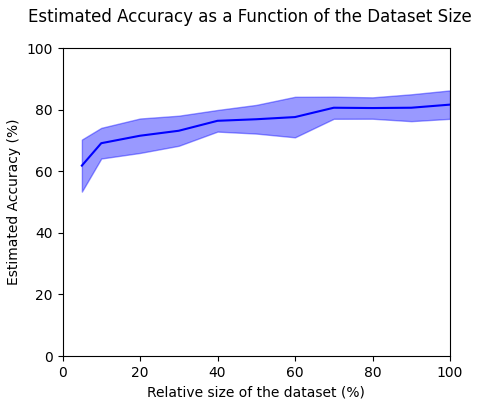 Estimated Accuracy as a Function of the Dataset Size
100
80
60
40
20
0
Estimated Accuracy (%)
0 20 40 60 80 100
Relative size of the dataset (%)